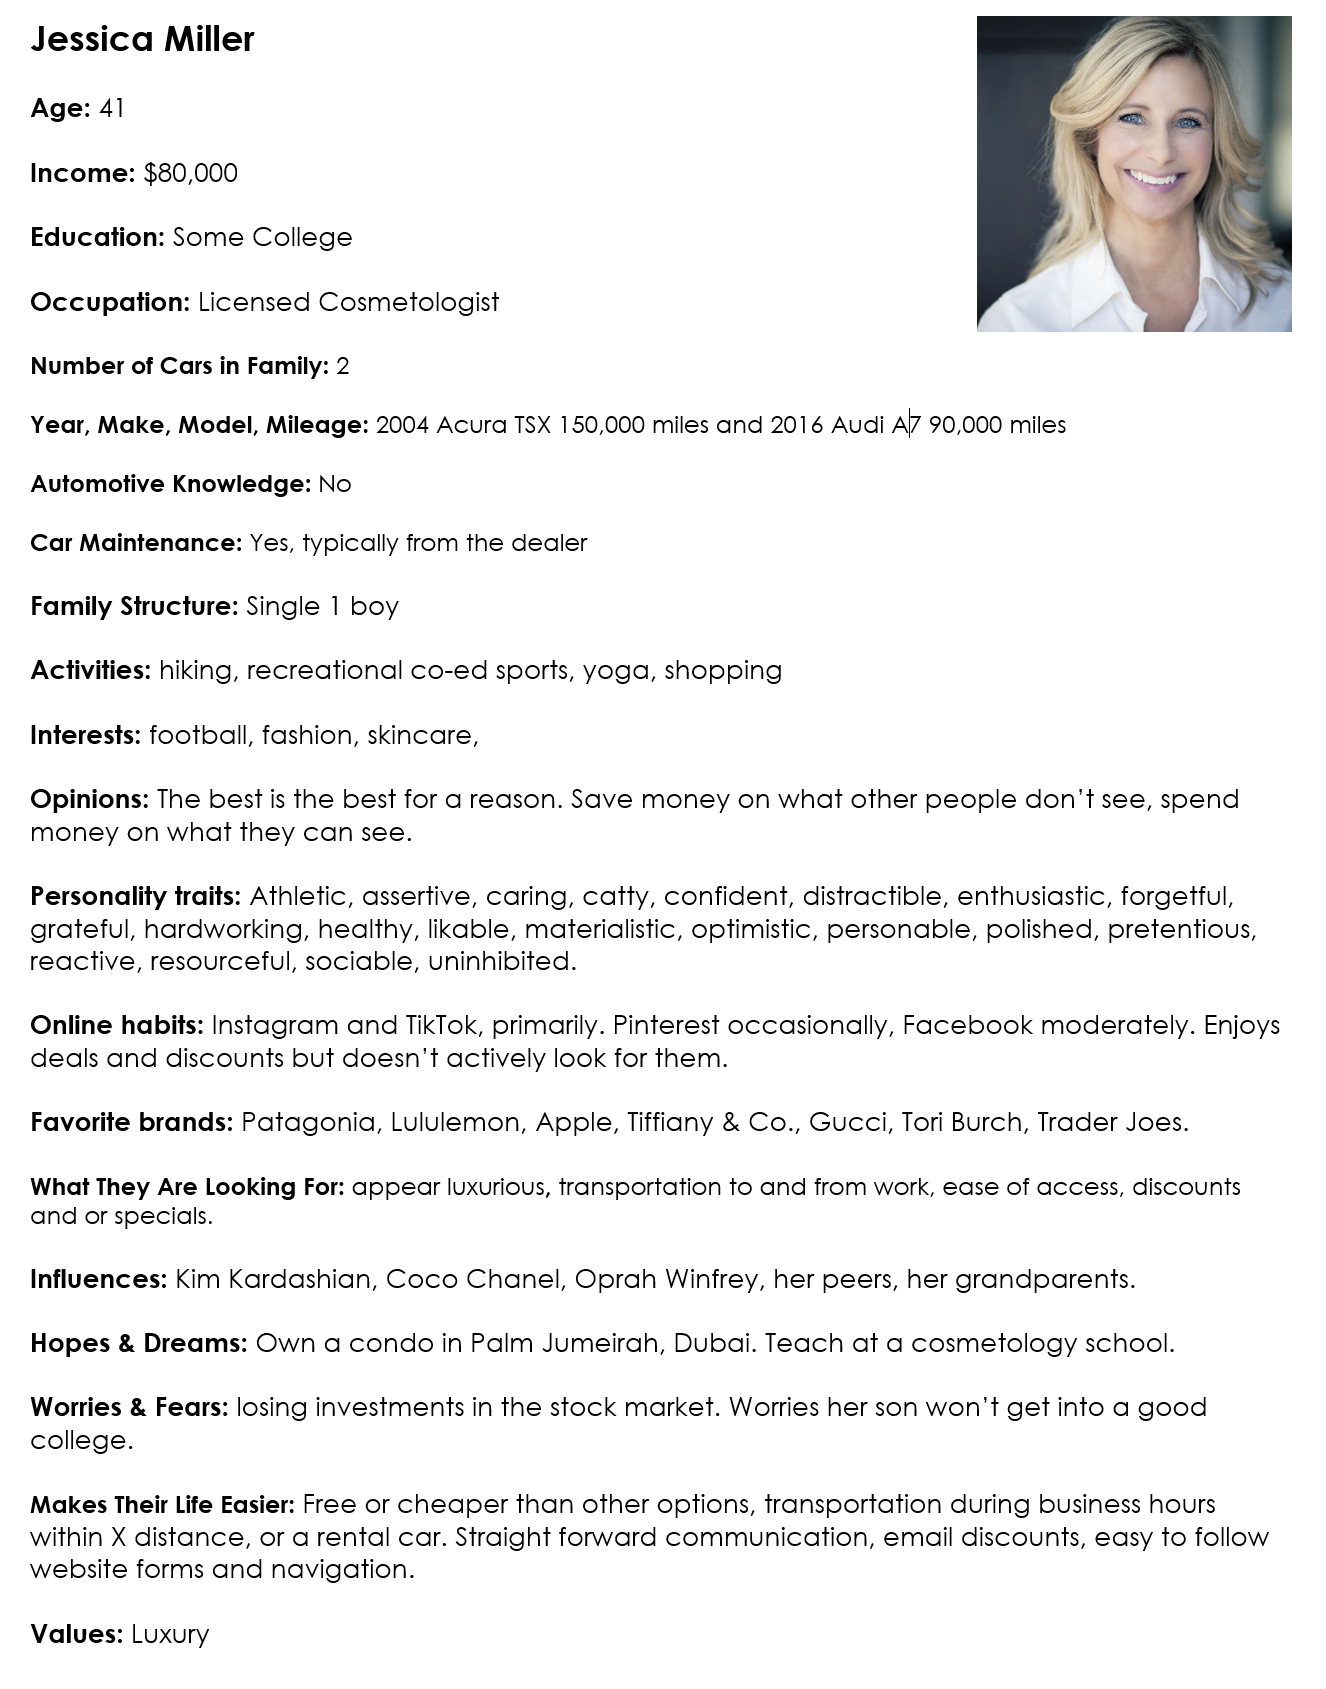 Jessica Miller
Age: 41
Income: $80,000
Education: Some College
Occupation: Licensed Cosmetologist
Number of Cars in Family: 2
Year, Make, Model, Mileage: 2004 Acura TSX 150,000 miles and 2016 Audi A7 90,000 miles
Automotive Knowledge: No
Car Maintenance: Yes, typically from the dealer
Family Structure: Single 1 boy
Activities: hiking, recreational co-ed sports, yoga, shopping
Interests: football, fashion, skincare,
Opinions: The best is the best for a reason. Save money on what other people don’t see, spend
money on what they can see.
Personality traits: Athletic, assertive, caring, catty, confident, distractible, enthusiastic, forgetful,
grateful, hardworking, healthy, likable, materialistic, optimistic, personable, polished, pretentious,
reactive, resourceful, sociable, uninhibited.
Online habits: Instagram and TikTok, primarily. Pinterest occasionally, Facebook moderately. Enjoys
deals and discounts but doesn’t actively look for them.
Favorite brands: Patagonia, Lululemon, Apple, Tiffiany & Co., Gucci, Tori Burch, Trader Joes.
What They Are Looking For: appear luxurious, transportation to and from work, ease of access, discounts
and or specials.
Influences: Kim Kardashian, Coco Chanel, Oprah Winfrey, her peers, her grandparents.
Hopes & Dreams: Own a condo in Palm Jumeirah, Dubai. Teach at a cosmetology school.
Worries & Fears: losing investments in the stock market. Worries her son won’t get into a good
college.
Makes Their Life Easier: Free or cheaper than other options, transportation during business hours
within X distance, or a rental car. Straight forward communication, email discounts, easy to follow
website forms and navigation.
Values: Luxury